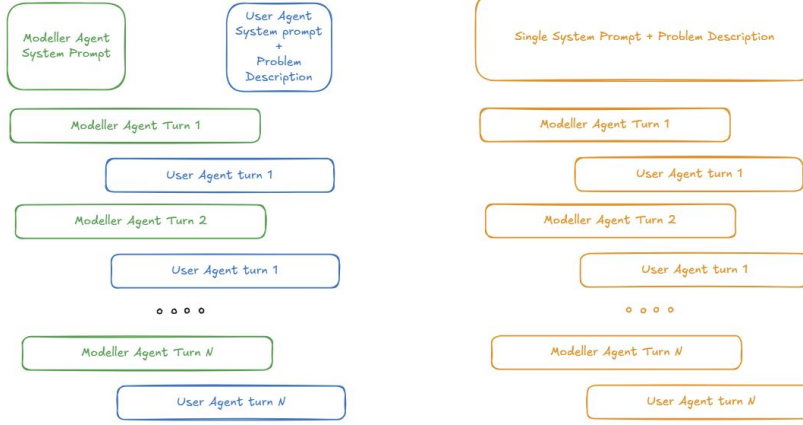 Modeller Agent
System Prompt
User Agent
System prompt
+
Problem
Description
Modeller Agent Turn 1
User Agent turn 1
Modeller Agent Turn 2
User Agent turn 1
Modeller Agent Turn N
User Agent turn N
Single System Prompt + Problem Description
Modeller Agent Turn 1
User Agent turn 1
Modeller Agent Turn 2
User Agent turn 1
Modeller Agent Turn N
User Agent turn N